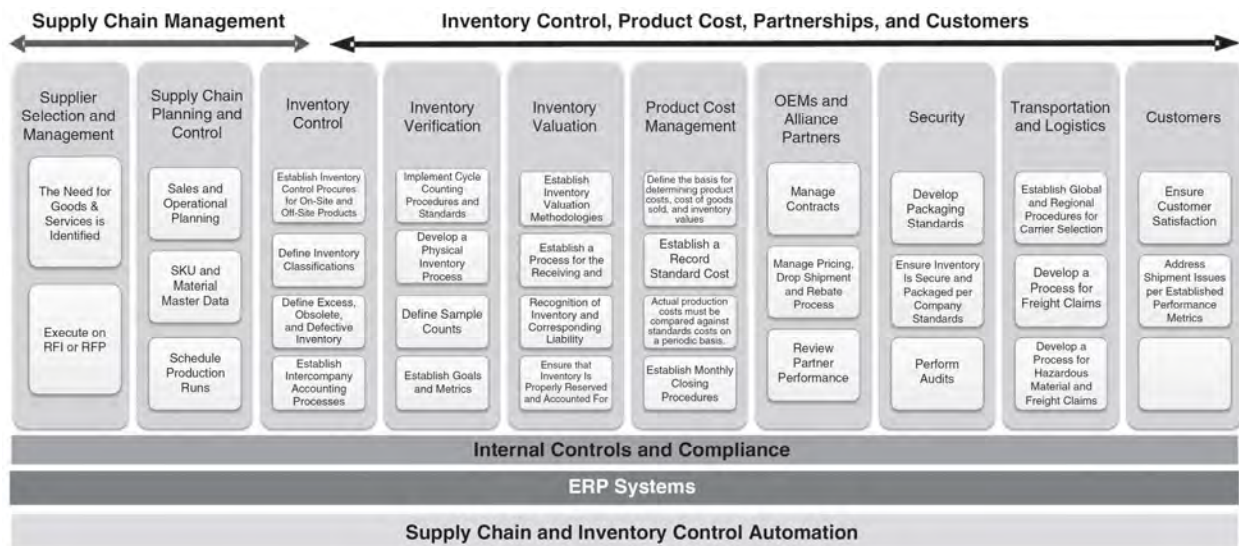 Supply Chain Management
Inventory Control, Product Cost, Partnerships, and Customers
Supplier
Selection and
Management
The Need for
Goods &
Services is
Identified
Execute on
RFI or RFP
Supply Chain
Planning and
Control
Sales and
Operational
Planning
SKU and
Material
Master Data
Schedule
Production
Runs
Inventory
Control
Establish Inventory
Control Procures
for On-Site and
Off-Site Products
Define Inventory
Classifications
Define Excess,
Obsolete,
and Defective
Inventory
Establish
Intercompany
Accounting
Processes
Inventory
Verification
Implement Cycle
Counting
Procedures and
Standards
Develop a
Physical
Inventory
Process
Define Sample
Counts
Establish Goals
and Metrics
Inventory
Valuation
Establish
Inventory
Valuation
Methodologies
Establish a
Process for the
Receiving and
Recognition of
Inventory and
Corresponding
Liability
Ensure that
Inventory Is
Properly Reserved
and Accounted For
Product Cost
Management
Define the basis for
determining product
costs, cost of goods
sold, and inventory
values
Establish a
Record
Standard Cost
Actual production
costs must be
compared against
standards costs on
a periodic basis.
Establish Monthly
Closing
Procedures
OEMs and
Alliance
Partners
Manage
Contracts
Manage Pricing,
Drop Shipment
and Rebate
Process
Review
Partner
Performance
Security
Develop
Packaging
Standards
Ensure Inventory
Is Secure and
Packaged per
Company
Standards
Perform
Audits
Transportation
and Logistics
Establish Global
and Regional
Procedures for
Carrier Selection
Develop a
Process for
Freight Claims
Develop a
Process for
Hazardous
Material and
Freight Claims
Customers
Ensure
Customer
Satisfaction
Address
Shipment Issues
per Established
Performance
Metrics
Internal Controls and Compliance
ERP Systems
Supply Chain and Inventory Control Automation